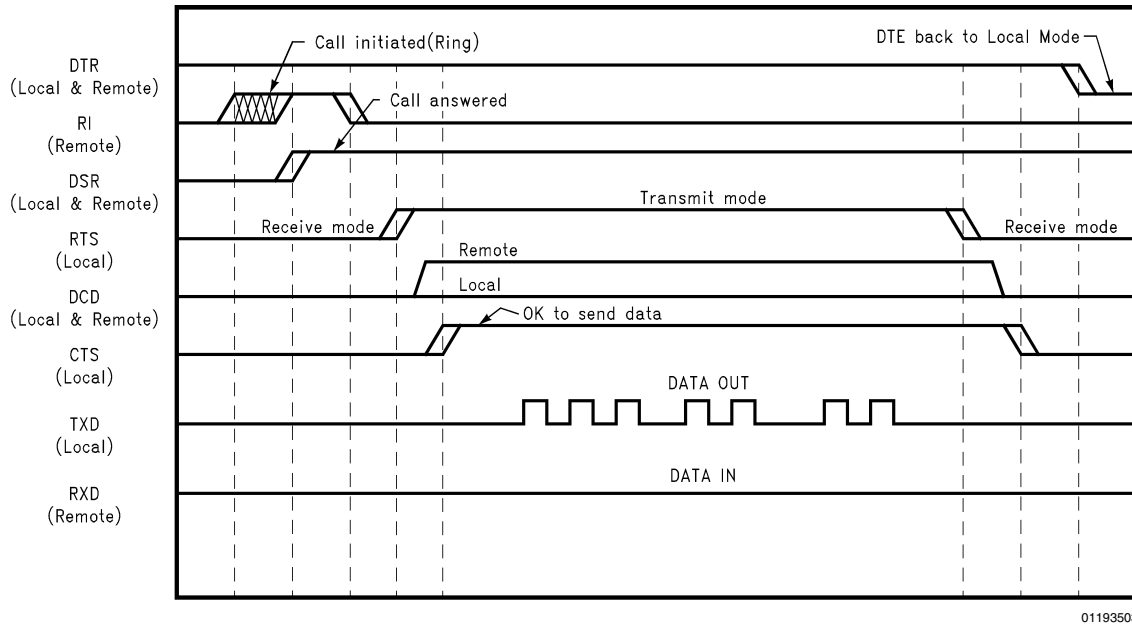 Call initiated(Ring)
DTE back to Local Mode
DTR
(Local & Remote)
Call answered
RI
(Remote)
DSR
(Local & Remote)
Transmit mode
Receive mode
Receive mode
RTS
(Local)
Remote
Local
DCD
(Local & Remote)
OK to send data
CTS
(Local)
DATA OUT
TXD
(Local)
DATA IN
RXD
(Remote)